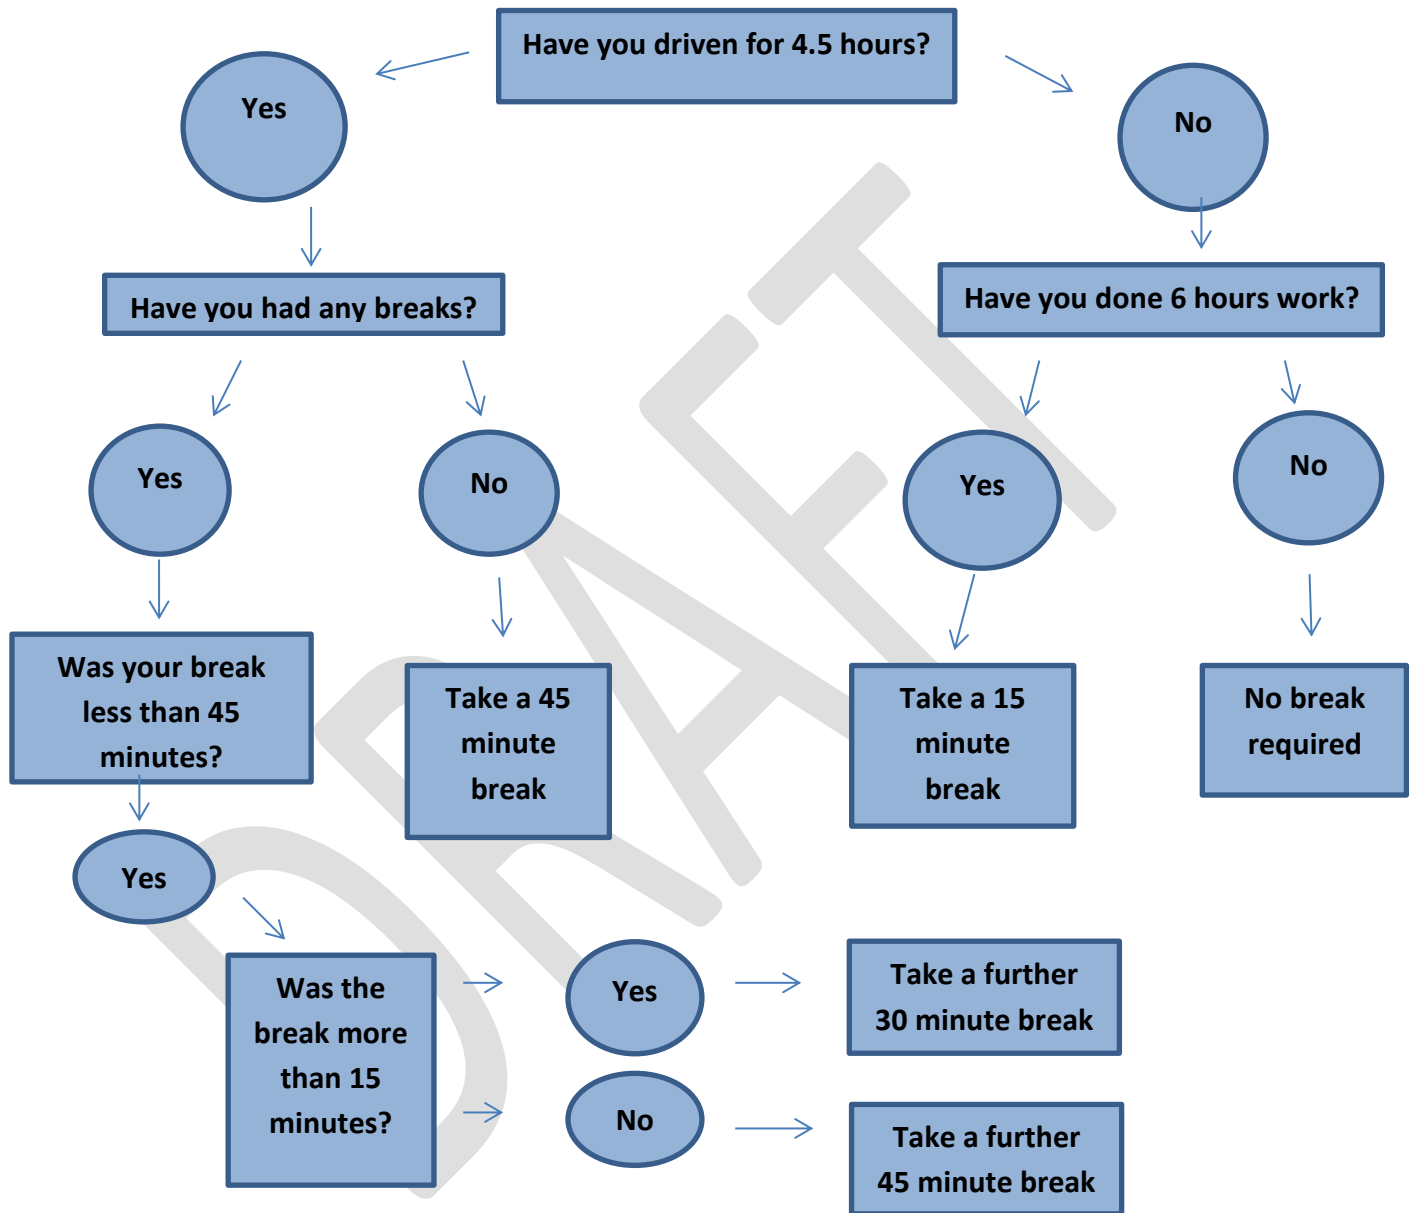 Have you driven for 4.5 hours?
Yes
No
Have you had any breaks?
Have you done 6 hours work?
Yes
No
Yes
No
Was your break
less than 45
minutes?
Take a 45
minute
break
Take a 15
minute
break
No break
required
Yes
Was the
break more
than 15
minutes?
Yes
Take a further
30 minute break
No
Take a further
45 minute break
DRAFT